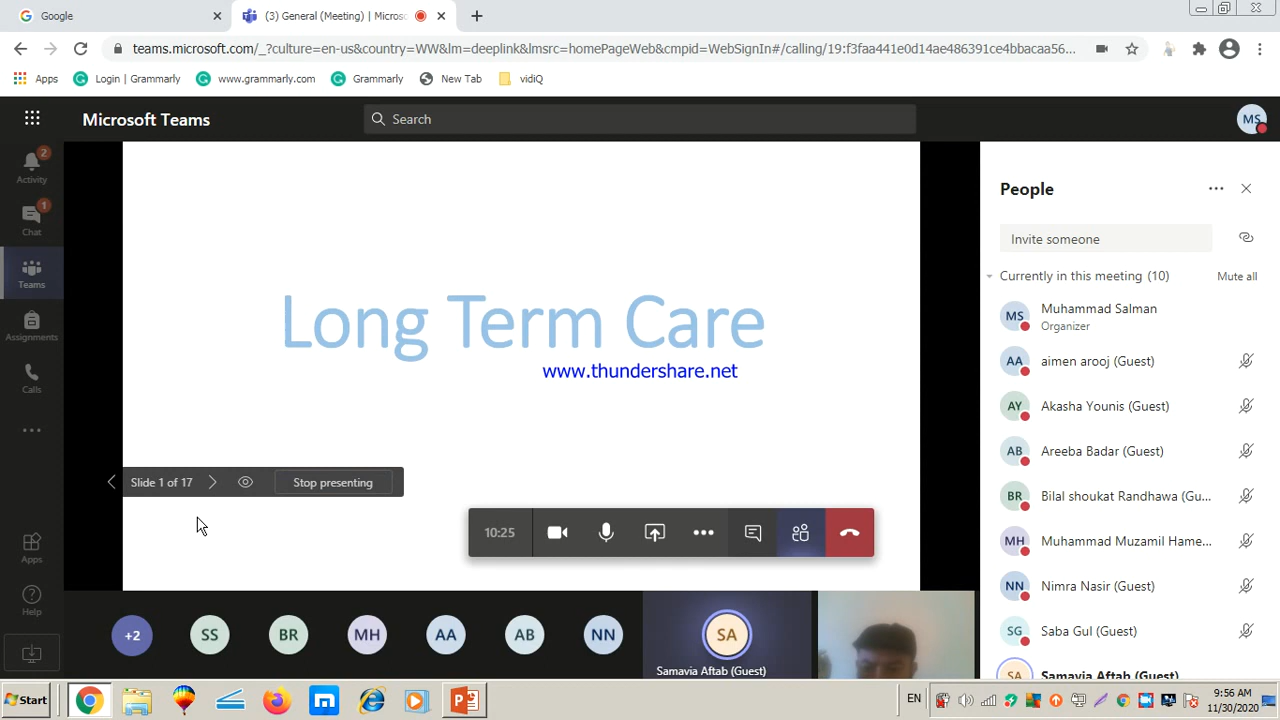 Google
(3) General (Meeting) | Micros
teams.microsoft.com/_?culture=en-us&country=WW&lm=deeplink&lmsrc=homePageWeb&cmpid=WebSignIn#/calling/19:f3faa441e0d14ae486391ce4bbacaa56...
Apps
Login | Grammarly
www.grammarly.com
Grammarly
New Tab
vidiQ
Microsoft Teams
Search
MS
2
Activity
1
Chat
Teams
Assignments
Calls
Apps
Help
Long Term Care
www.thundershare.net
Slide 1 of 17
Stop presenting
10:25
+2
SS
BR
MH
AA
AB
NN
SA
Samavia Aftab (Guest)
People
Invite someone
Currently in this meeting (10)
Mute all
MS
Muhammad Salman
Organizer
AA
aimen arooj (Guest)
AY
Akasha Younis (Guest)
AB
Areeba Badar (Guest)
BR
Bilal shoukat Randhawa (Gu...
MH
Muhammad Muzamil Hame...
NN
Nimra Nasir (Guest)
SG
Saba Gul (Guest)
SA
Samavia Aftab (Guest)
Start
EN
9:56 AM
11/30/2020